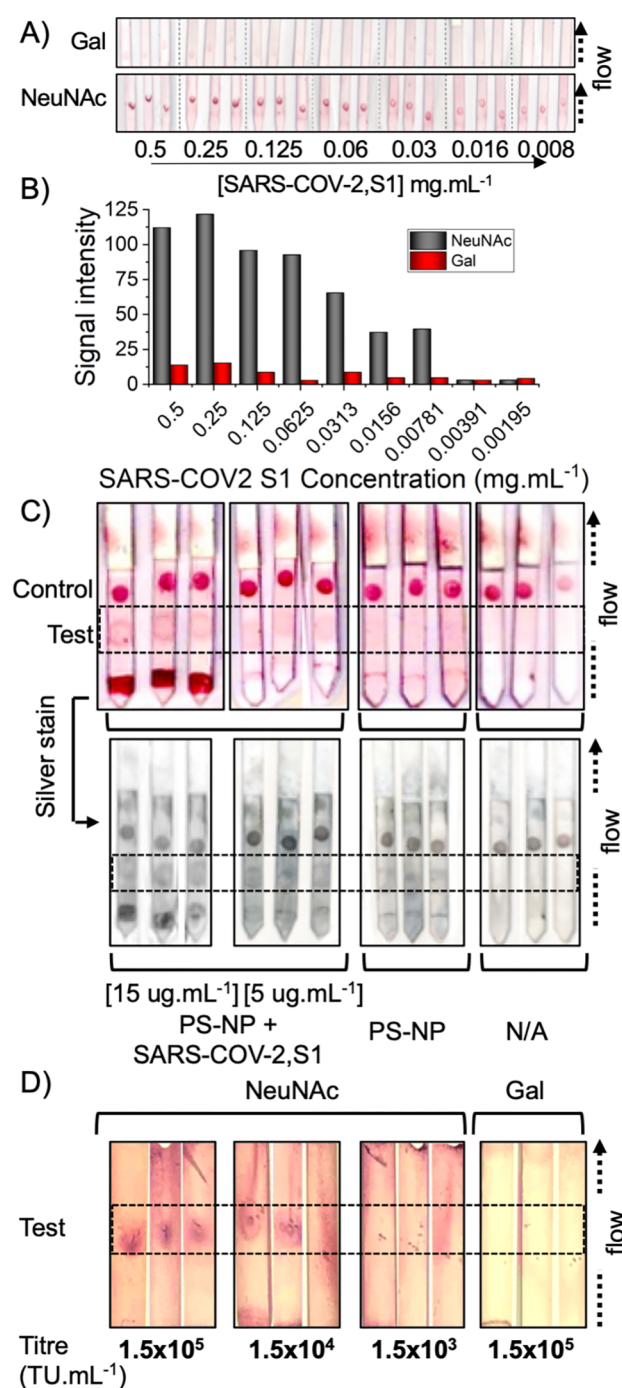 A)
Gal
NeuNAc
flow
flow
0.5 0.25 0.125 0.06 0.03 0.016 0.008
[SARS-COV-2,S1] mg.mL⁻¹
B)
Signal intensity
125
100
75
50
25
0
NeuNAc
Gal
0.5 0.25 0.125 0.0625 0.0313 0.0156 0.00781 0.00391 0.00195
SARS-COV2 S1 Concentration (mg.mL⁻¹)
C)
Control
Test
flow
Silver stain
flow
[15 ug.mL⁻¹] [5 ug.mL⁻¹]
PS-NP +
SARS-COV-2,S1
PS-NP
N/A
D)
NeuNAc
Gal
Test
flow
Titre
(TU.mL⁻¹)
1.5x10⁵ 1.5x10⁴ 1.5x10³ 1.5x10⁵